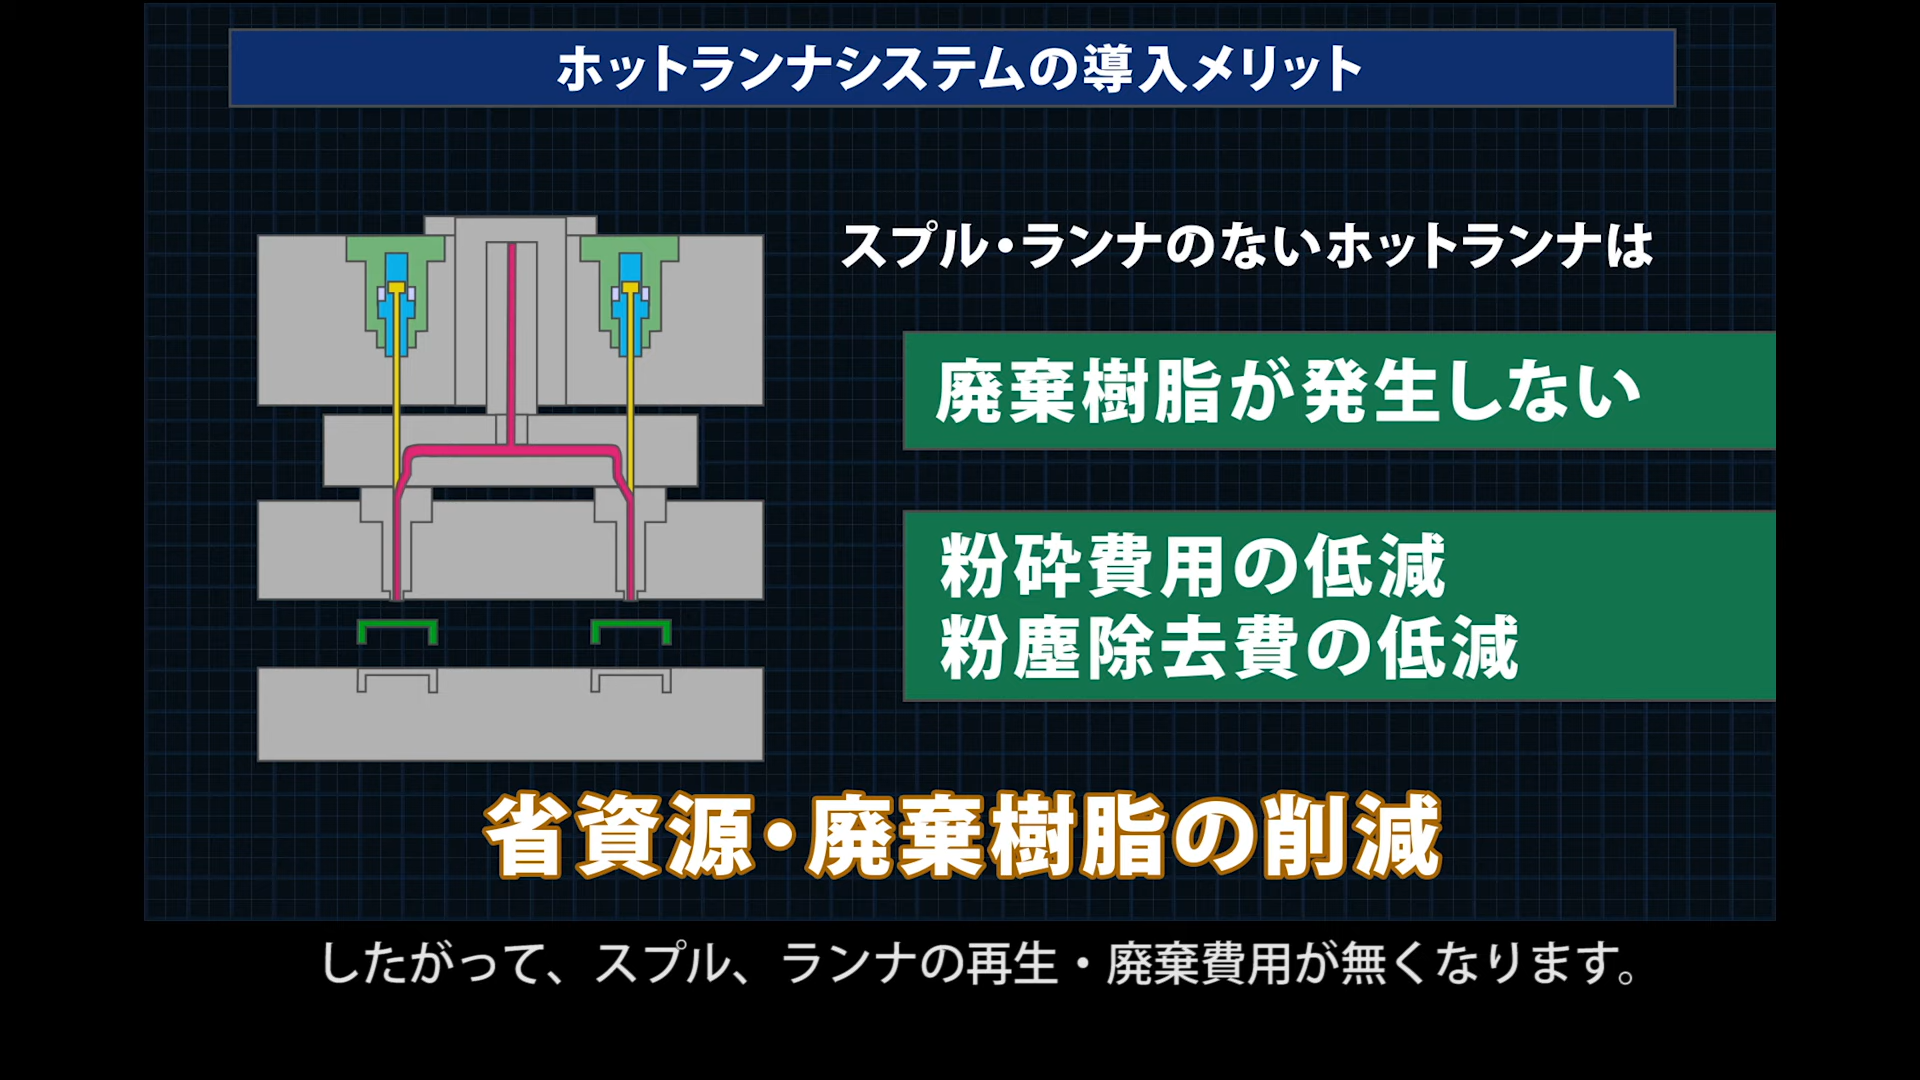 ホットランナシステムの導入メリット
スプル・ランナのないホットランナは
廃棄樹脂が発生しない
粉砕費用の低減
粉塵除去費の低減
省資源・廃棄樹脂の削減
したがって、スプル、ランナの再生・廃棄費用が無くなります。